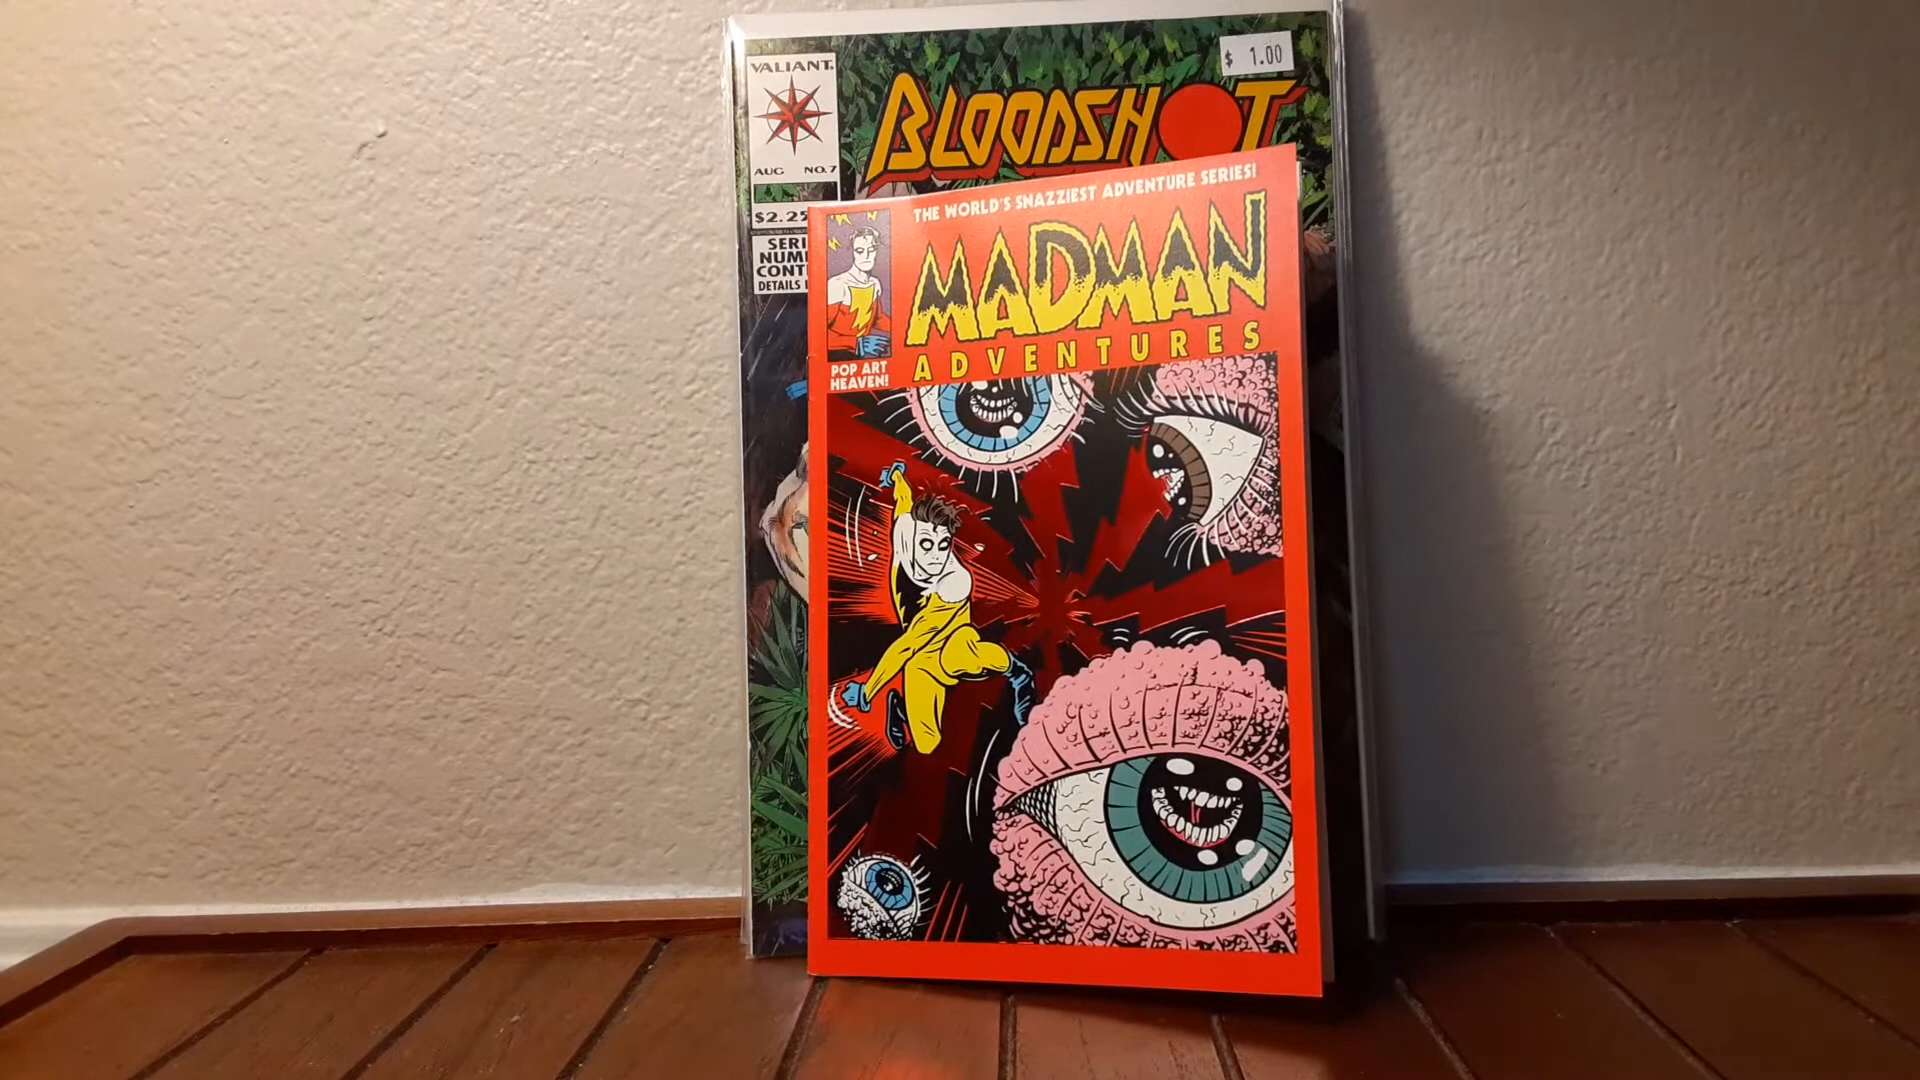 VALIANT
$ 1.00
BLOODSHOT
AUG NO.7
$2.25
DETAILS
THE WORLD'S SNAZZIEST ADVENTURE SERIES!
MADMAN
ADVENTURES
POP ART
HEAVEN!